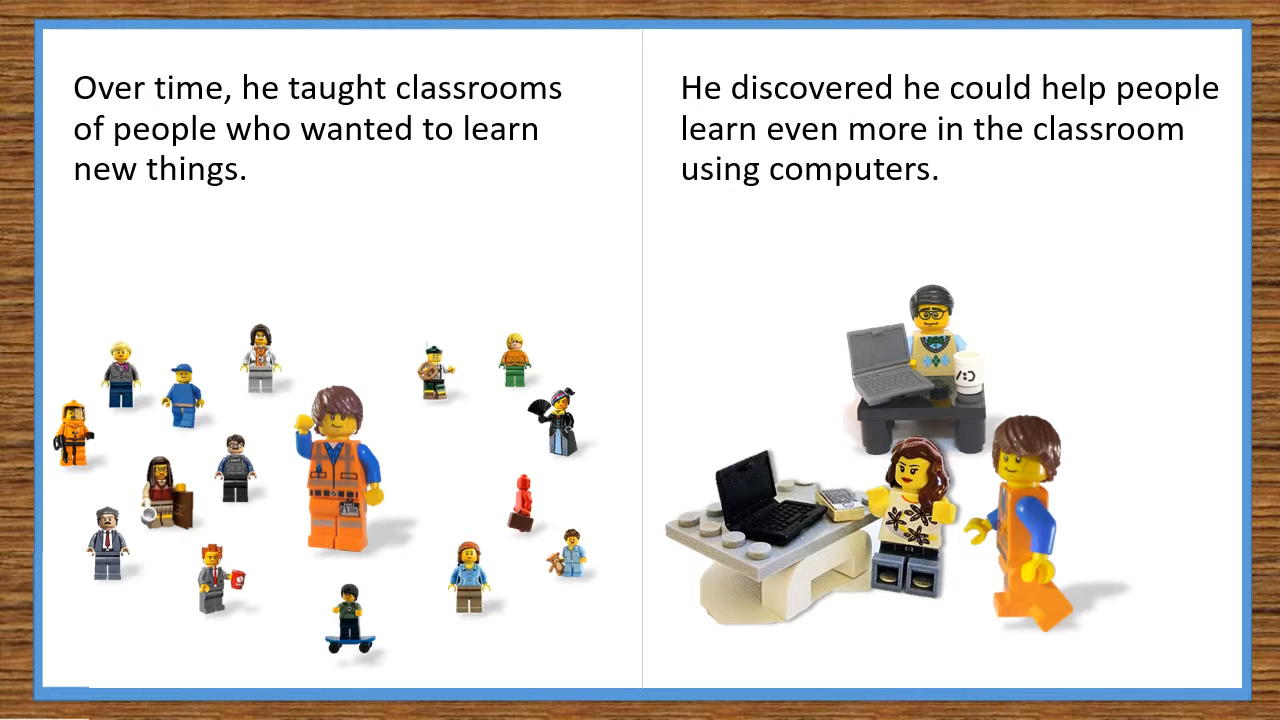 Over time, he taught classrooms
of people who wanted to learn
new things.
He discovered he could help people
learn even more in the classroom
using computers.